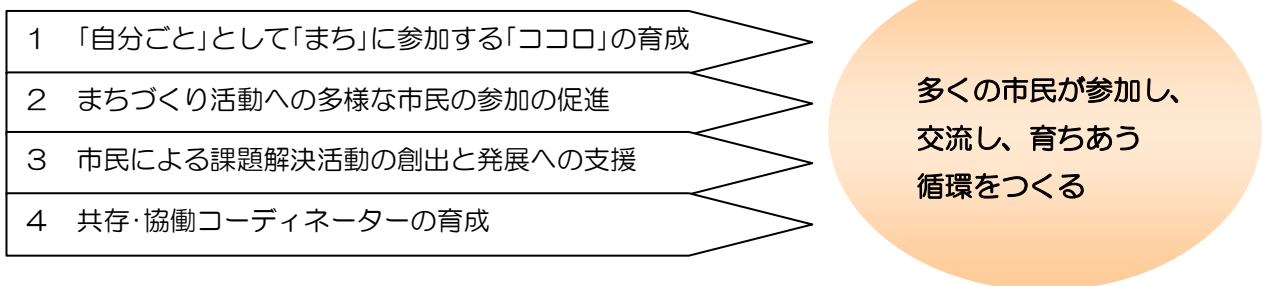 1 「自分ごと」として「まち」に参加する「ココロ」の育成
2 まちづくり活動への多様な市民の参加の促進
3 市民による課題解決活動の創出と発展への支援
4 共存・協働コーディネーターの育成
多くの市民が参加し、
交流し、育ちあう
循環をつくる